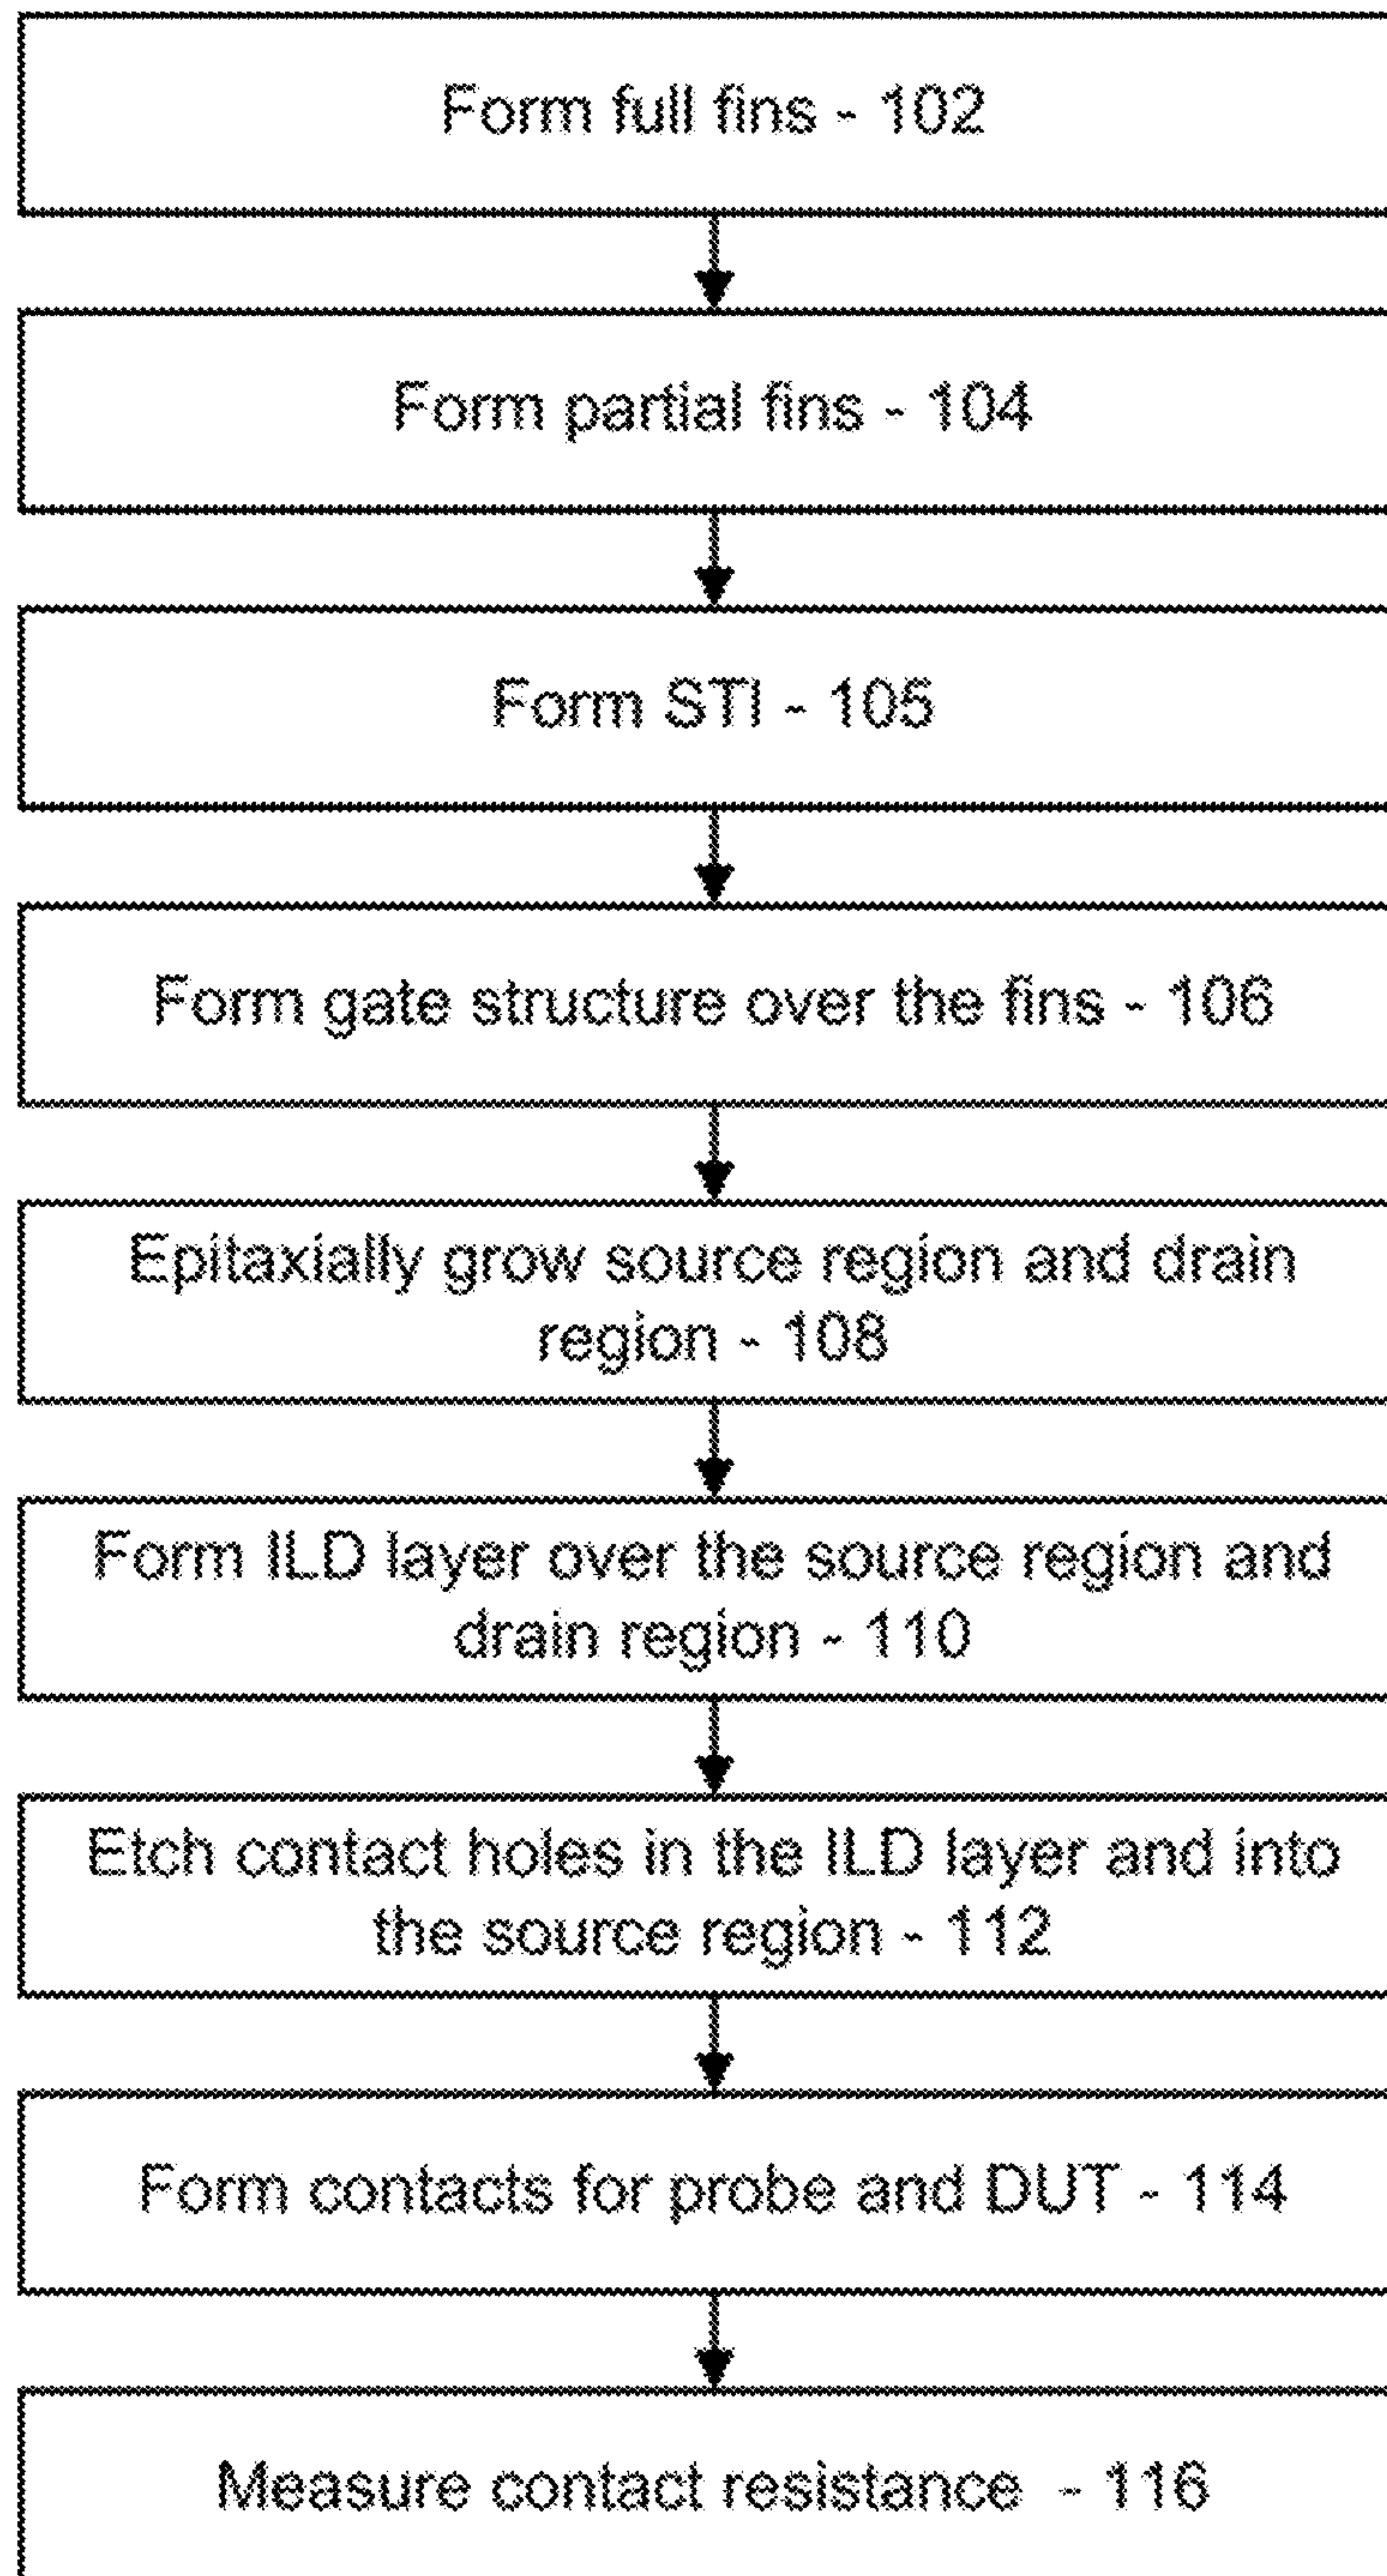 Form full fins - 102
Form partial fins - 104
Form STI - 105
Form gate structure over the fins - 106
Epitaxially grow source region and drain
region - 108
Form ILD layer over the source region and
drain region - 110
Etch contact holes in the ILD layer and into
the source region - 112
Form contacts for probe and DUT - 114
Measure contact resistance - 116